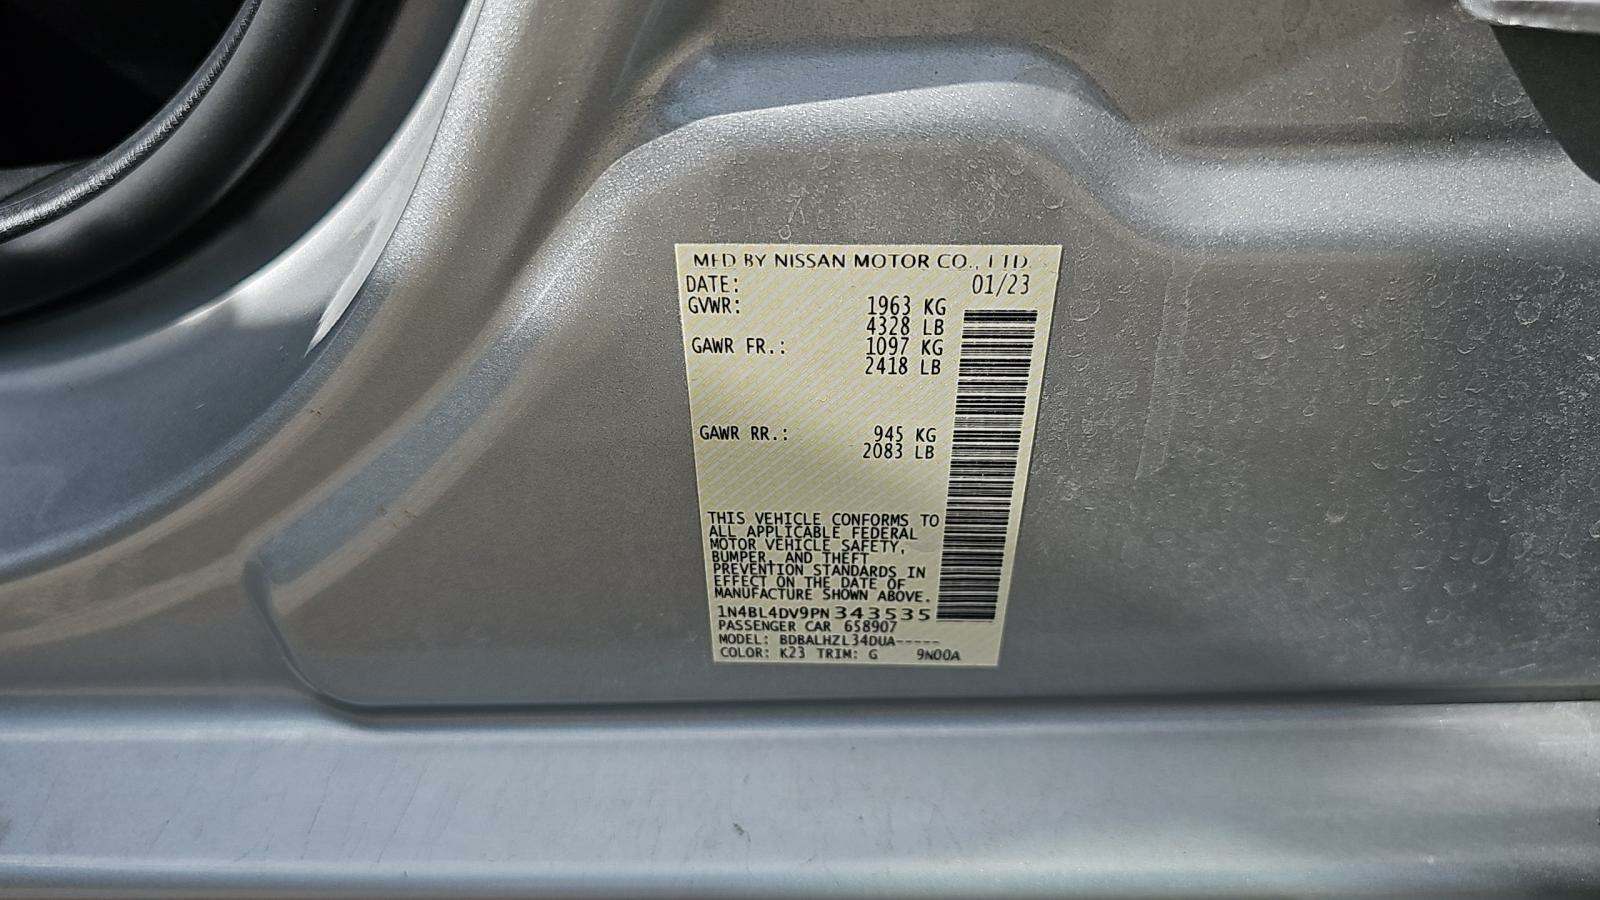 MFD BY NISSAN MOTOR CO., LTD.
DATE: 01/23
GVWR: 1963 KG
4328 LB
GAWR FR.: 1097 KG
2418 LB
GAWR RR.: 945 KG
2083 LB
THIS VEHICLE CONFORMS TO
ALL APPLICABLE FEDERAL
MOTOR VEHICLE SAFETY,
BUMPER, AND THEFT
PREVENTION STANDARDS IN
EFFECT ON THE DATE OF
MANUFACTURE SHOWN ABOVE.
1N4BL4DV9PN343535
PASSENGER CAR 658907
MODEL: BDBALHZL34DUA-----
COLOR: K23 TRIM: G 9N00A